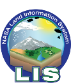 NASA Land Information System
LIS